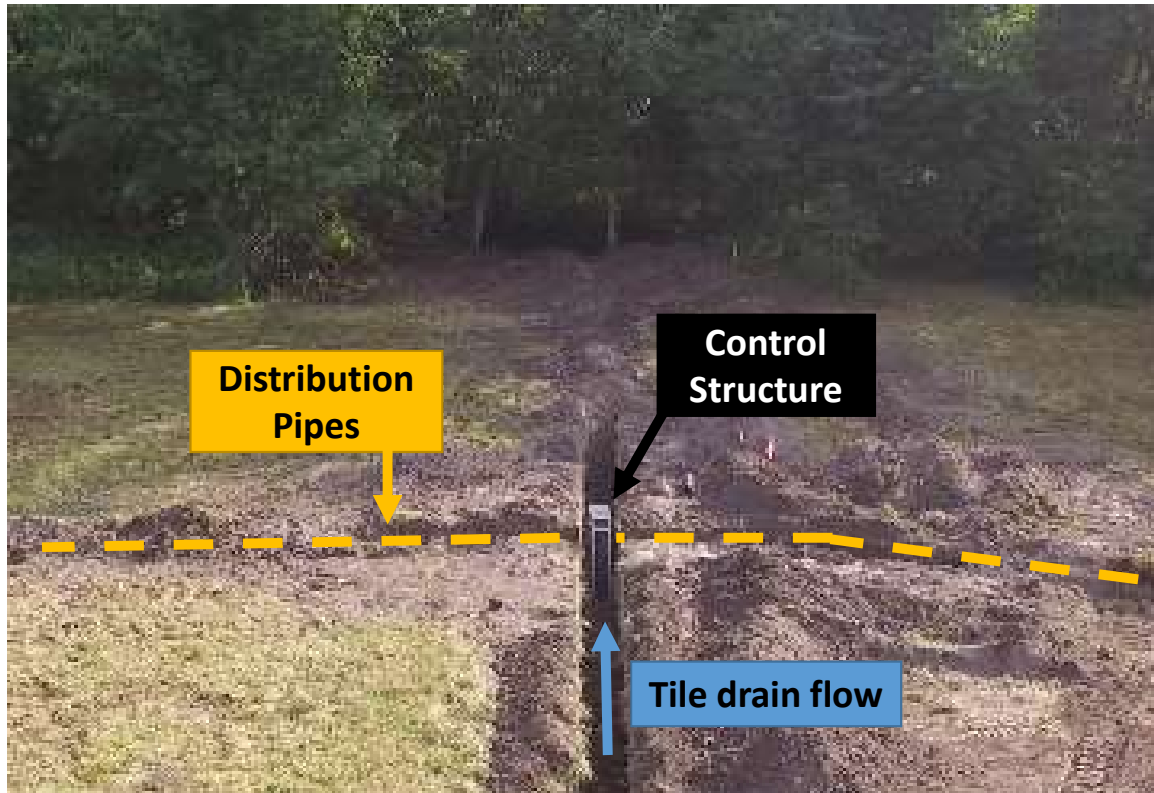 Control
Structure
Distribution
Pipes
Tile drain flow